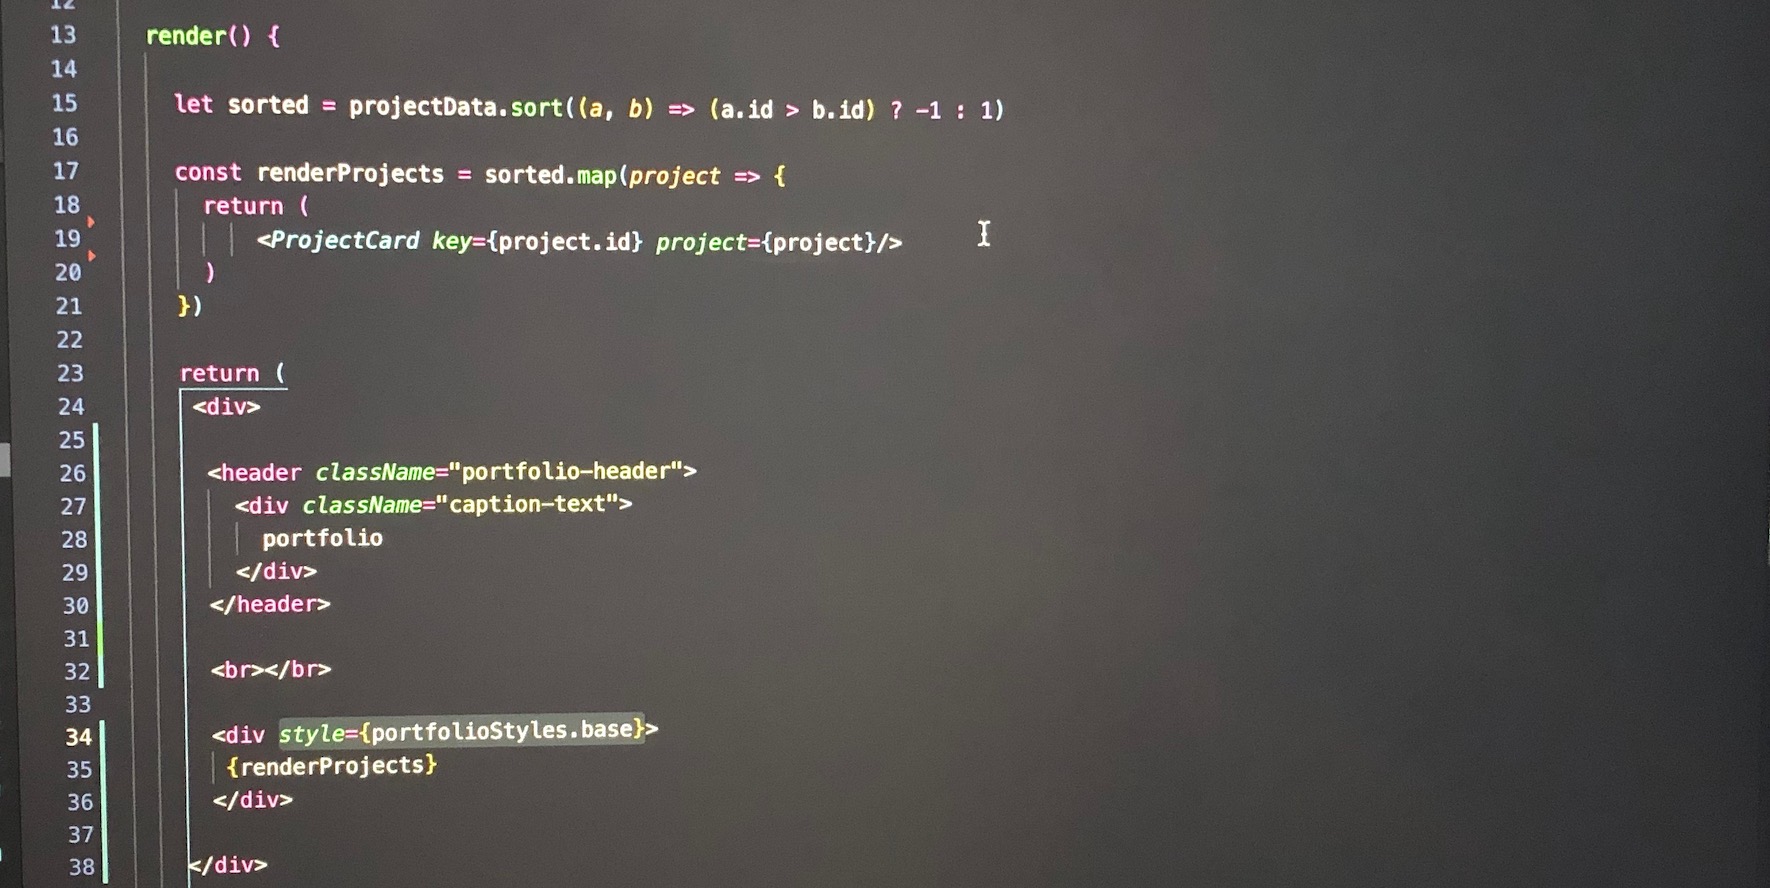 12
13 render() {
14
15 let sorted = projectData.sort((a, b) => (a.id > b.id) ? -1 : 1)
16
17 const renderProjects = sorted.map(project => {
18 return (
19 <ProjectCard key={project.id} project={project}/>
20 )
21 })
22
23 return (
24 <div>
25
26 <header className="portfolio-header">
27 <div className="caption-text">
28 portfolio
29 </div>
30 </header>
31
32 <br></br>
33
34 <div style={portfolioStyles.base}>
35 {renderProjects}
36 </div>
37
38 </div>